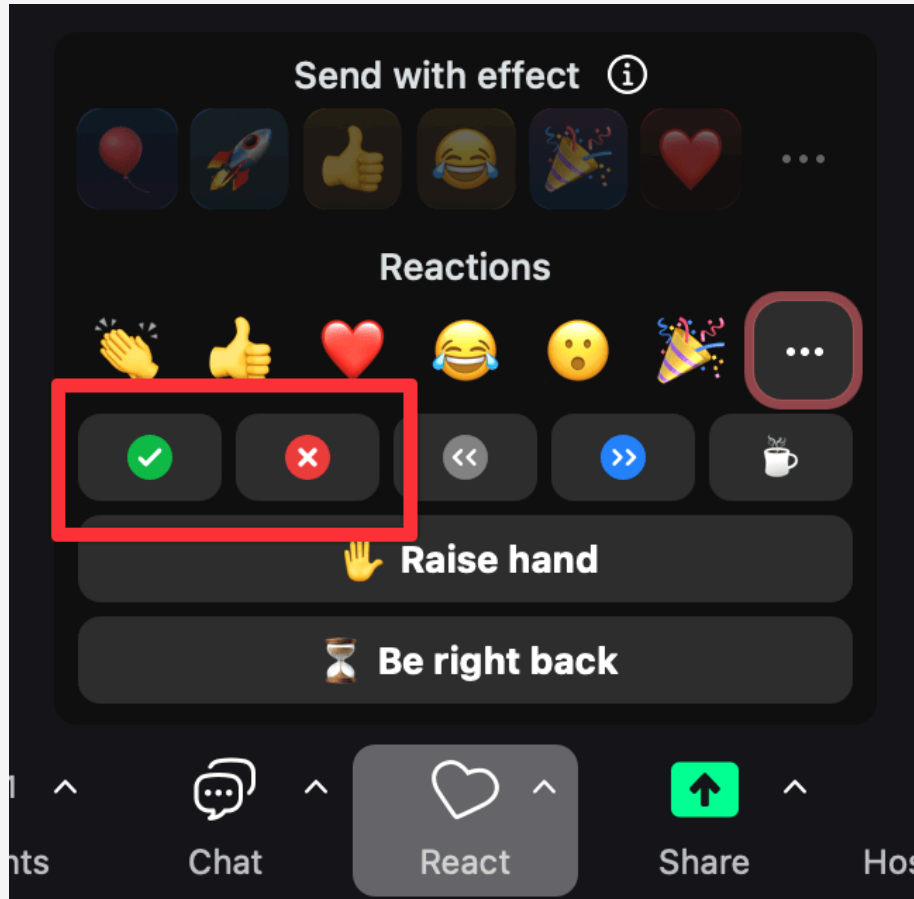 Send with effect
Reactions
Raise hand
Be right back
Chat
React
Share